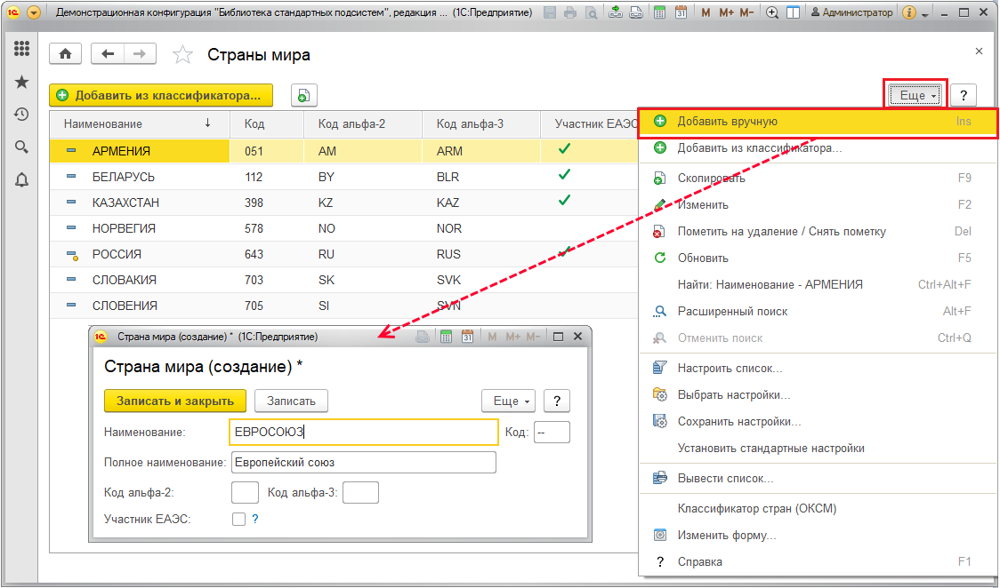 Демонстрационная конфигурация "Библиотека стандартных подсистем", редакция ... (1С:Предприятие) M M+ M- Администратор
Страны мира
Добавить из классификатора... Еще ?
Наименование ↓ Код Код альфа-2 Код альфа-3 Участник ЕАЭС
АРМЕНИЯ 051 AM ARM
БЕЛАРУСЬ 112 BY BLR
КАЗАХСТАН 398 KZ KAZ
НОРВЕГИЯ 578 NO NOR
РОССИЯ 643 RU RUS
СЛОВАКИЯ 703 SK SVK
СЛОВЕНИЯ 705 SI SVN
Добавить вручную Ins
Добавить из классификатора...
Скопировать F9
Изменить F2
Пометить на удаление / Снять пометку Del
Обновить F5
Найти: Наименование - АРМЕНИЯ Ctrl+Alt+F
Расширенный поиск Alt+F
Отменить поиск Ctrl+Q
Настроить список...
Выбрать настройки...
Сохранить настройки...
Установить стандартные настройки
Вывести список...
Классификатор стран (ОКСМ)
Изменить форму...
? Справка F1
Страна мира (создание) * (1С:Предприятие) 31 M M+ M-
Страна мира (создание) *
Записать и закрыть Записать Еще ?
Наименование: ЕВРОСОЮЗ Код: --
Полное наименование: Европейский союз
Код альфа-2: Код альфа-3:
Участник ЕАЭС: ?